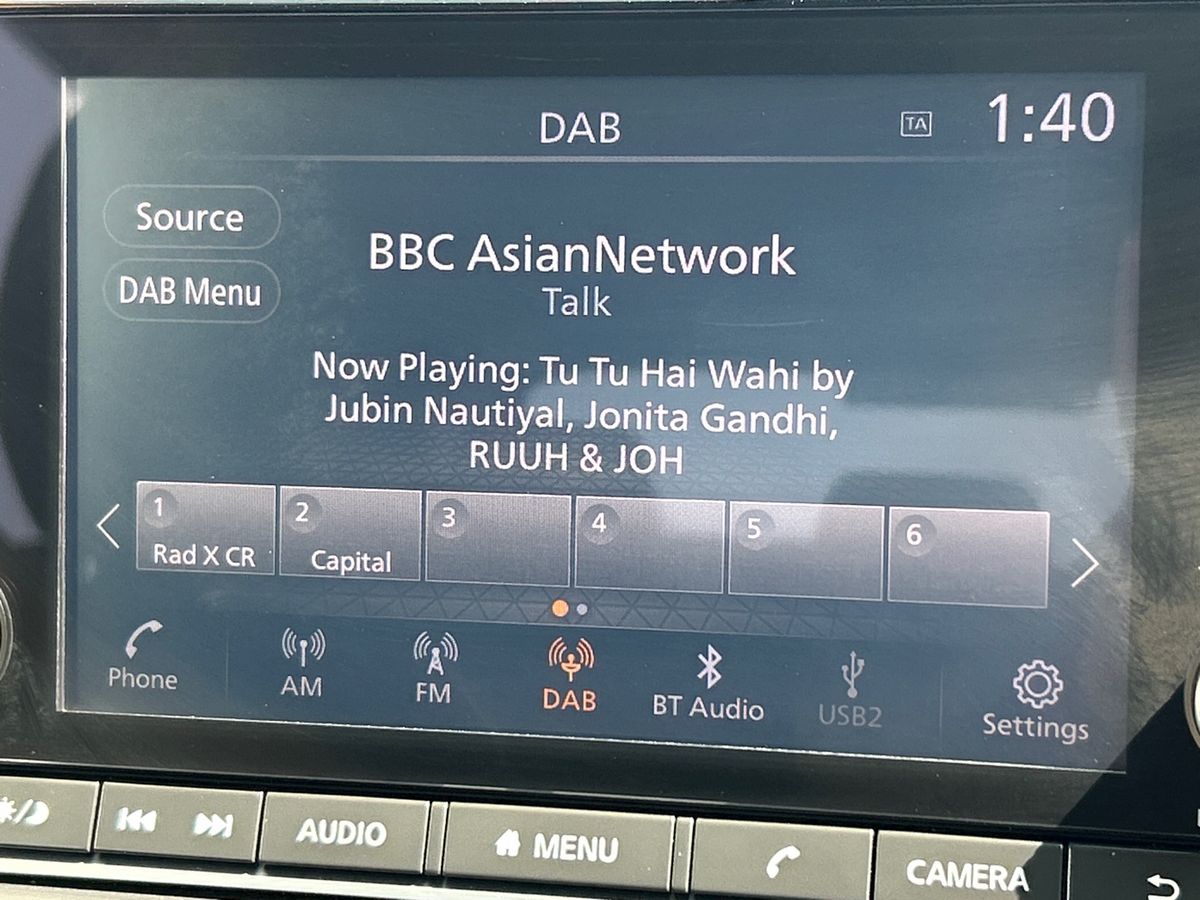 DAB
TA
1:40
Source
BBC AsianNetwork
DAB Menu
Talk
Now Playing: Tu Tu Hai Wahi by
Jubin Nautiyal, Jonita Gandhi,
RUUH & JOH
1
2
3
4
5
6
Rad X CR
Capital
Phone
AM
FM
DAB
BT Audio
USB2
Settings
AUDIO
MENU
CAMERA